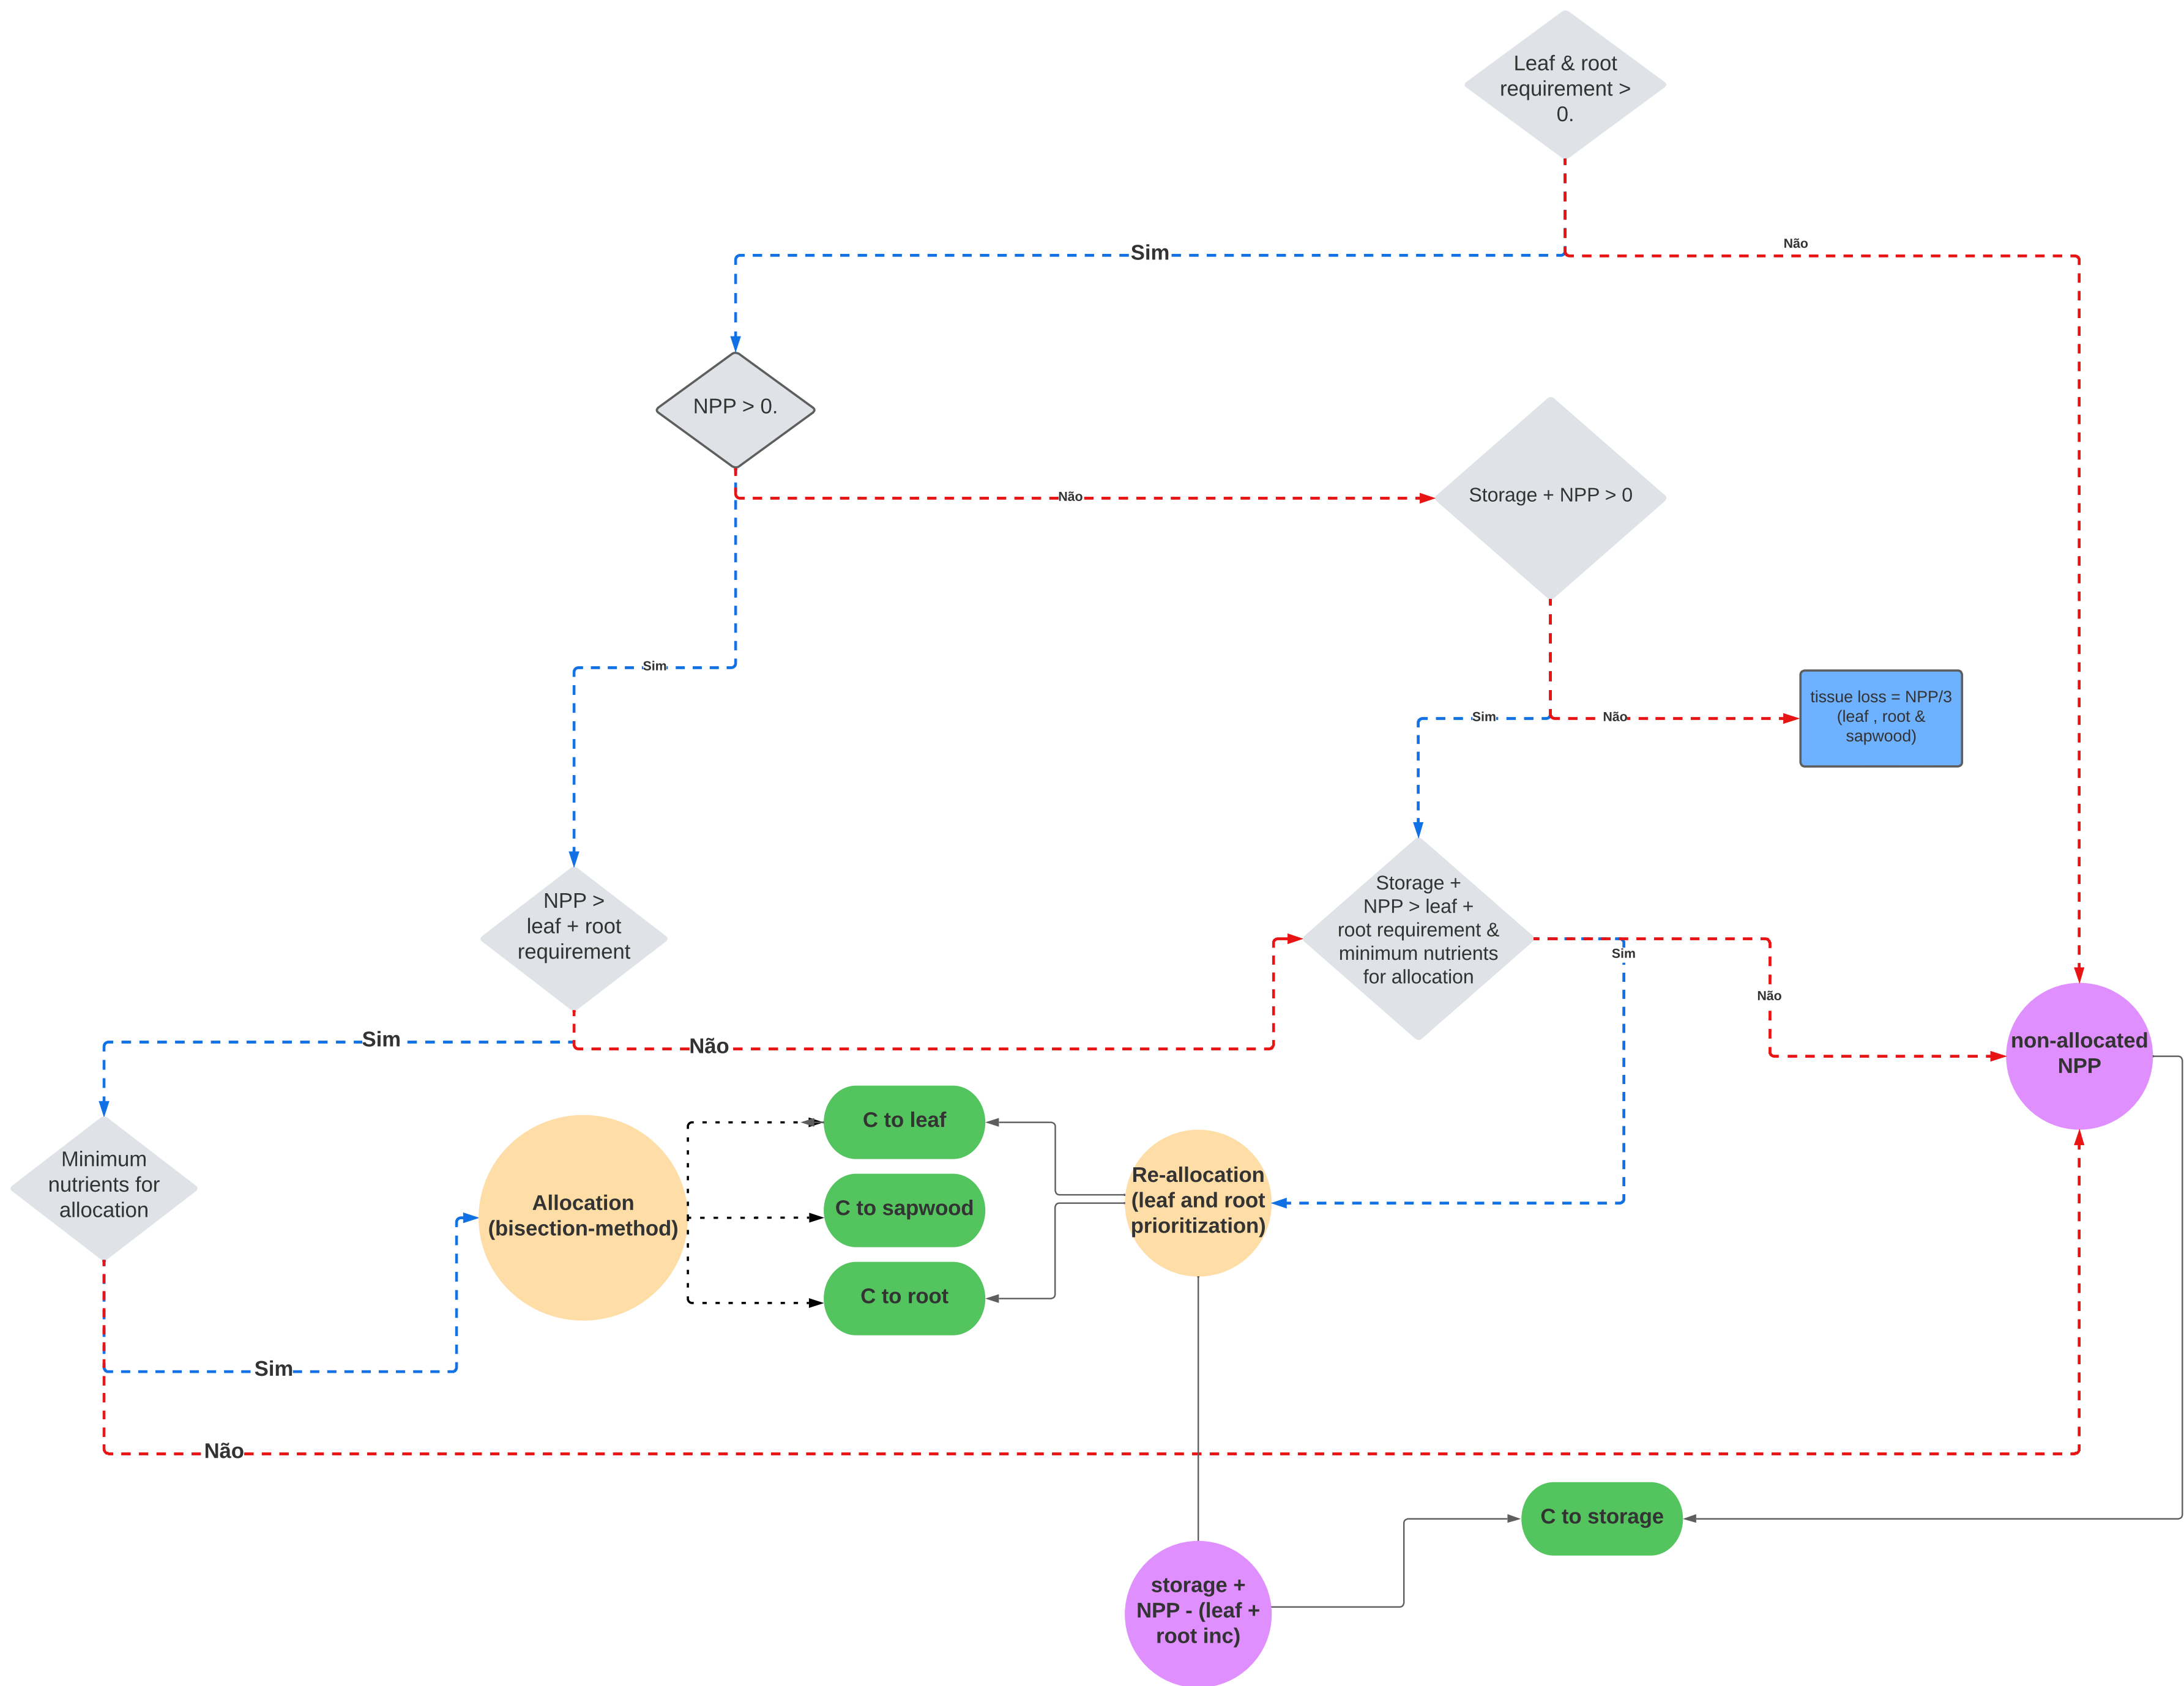 Leaf & root
requirement >
0.
Sim
Não
NPP > 0.
Não
Storage + NPP > 0
Sim
Sim
Não
tissue loss = NPP/3
(leaf , root &
sapwood)
NPP >
leaf + root
requirement
Storage +
NPP > leaf +
root requirement &
minimum nutrients
for allocation
Sim
Não
Sim
Não
non-allocated
NPP
Minimum
nutrients for
allocation
Allocation
(bisection-method)
C to leaf
C to sapwood
C to root
Re-allocation
(leaf and root
prioritization)
Sim
Não
C to storage
storage +
NPP - (leaf +
root inc)